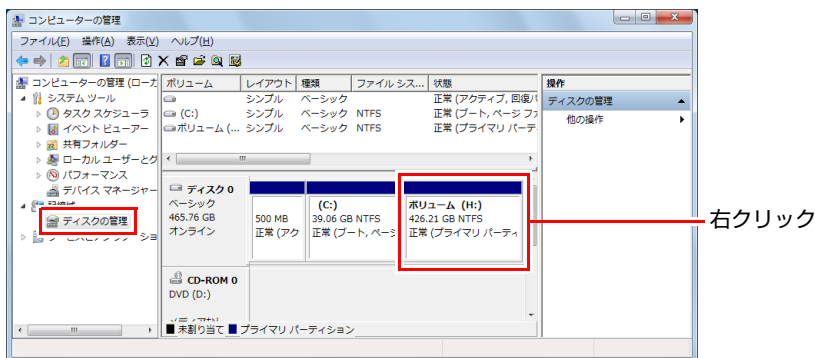 コンピューターの管理
ファイル(F) 操作(A) 表示(V) ヘルプ(H)
コンピューターの管理 (ローカ
システム ツール
タスク スケジューラ
イベント ビューアー
共有フォルダー
ローカル ユーザーとグ
パフォーマンス
デバイス マネージャー
ディスクの管理
ボリューム レイアウト 種類 ファイル シス... 状態
シンプル ベーシック 正常 (アクティブ, 回復パ
(C:) シンプル ベーシック NTFS 正常 (ブート, ページ ファ
ボリューム (... シンプル ベーシック NTFS 正常 (プライマリ パーテ
ディスク 0
ベーシック
465.76 GB
オンライン
500 MB
正常 (アク
(C:)
39.06 GB NTFS
正常 (ブート, ページ
ボリューム (H:)
426.21 GB NTFS
正常 (プライマリ パーティ
CD-ROM 0
DVD (D:)
未割り当て プライマリ パーティション
操作
ディスクの管理
他の操作
右クリック